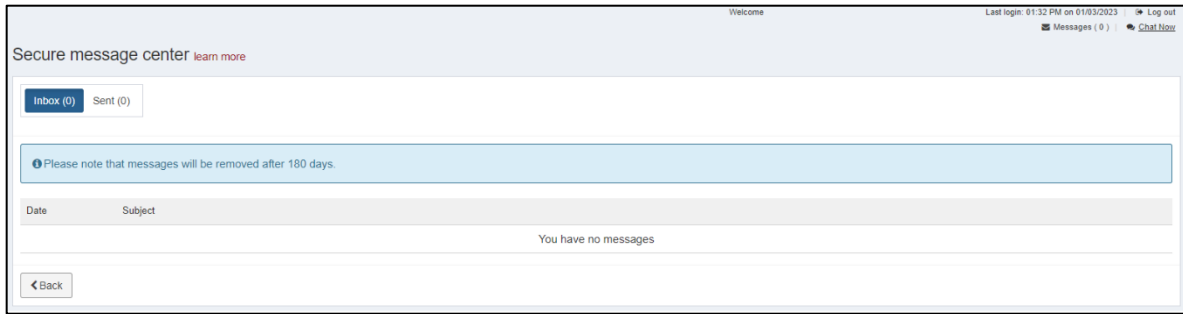 Welcome
Last login: 01:32 PM on 01/03/2023 | Log out
Messages ( 0 ) | Chat Now
Secure message center learn more
Inbox (0) Sent (0)
Please note that messages will be removed after 180 days.
Date Subject
You have no messages
Back